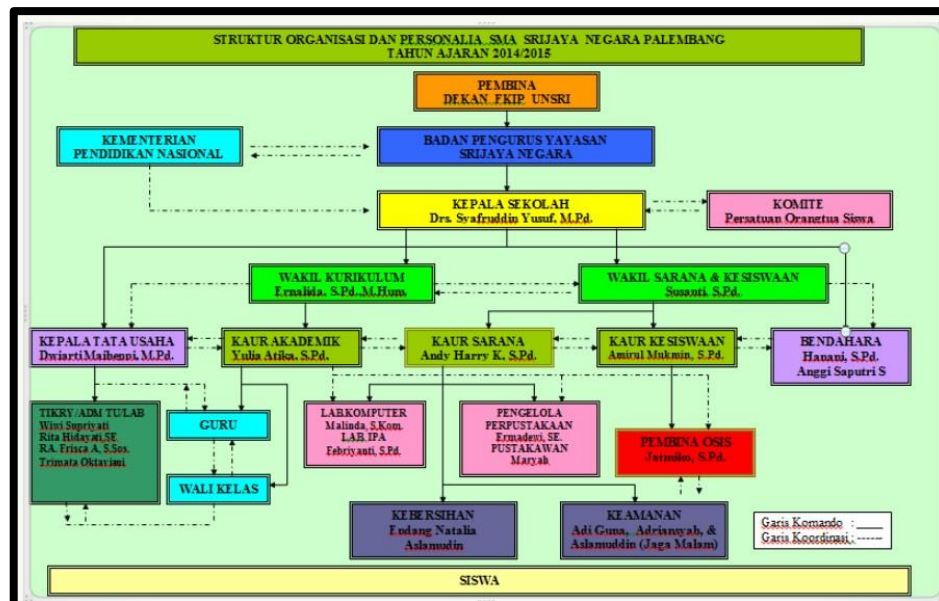 STRUKTUR ORGANISASI DAN PERSONALIA SMA SRIJAYA NEGARA PALEMBANG
TAHUN AJARAN 2014/2015
PEMBINA
DEKAN FKIP UNSRI
KEMENTERIAN
PENDIDIKAN NASIONAL
BADAN PENGURUS YAYASAN
SRIJAYA NEGARA
KEPALA SEKOLAH
Drs. Syafruddin Yusuf, M.Pd.
KOMITE
Persatuan Orangtua Siswa
WAKIL KURIKULUM
Ernalida, S.Pd.,M.Hum.
WAKIL SARANA & KESISWAAN
Susanti, S.Pd.
KEPALA TATA USAHA
Dwiarti Maihenni, M.Pd.
KAUR AKADEMIK
Yulia Atika, S.Pd.
KAUR SARANA
Andy Harry K, S.Pd.
KAUR KESISWAAN
Amirul Mukmin, S.Pd.
BENDAHARA
Hanani, S.Pd.
Anggi Saputri S
TIKRY/ADM TU/LAB
Wiwi Supriyati
Rita Hidayati,SE
RA. Frisca A, S.Sos.
Trimata Oktaviani
GURU
WALI KELAS
LAB.KOMPUTER
Malinda, S.Kom.
LAB IPA
Febriyanti, S.Pd.
PENGELOLA
PERPUSTAKAAN
Ermadewi, SE.
PUSTAKAWAN
Maryah
PEMBINA OSIS
Jatmiko, S.Pd.
KEBERSIHAN
Endang Natalia
Aslamudin
KEAMANAN
Adi Guna, Adriansyah, &
Aslamuddin (Jaga Malam)
Garis Komando : ____
Garis Koordinasi : ------
SISWA